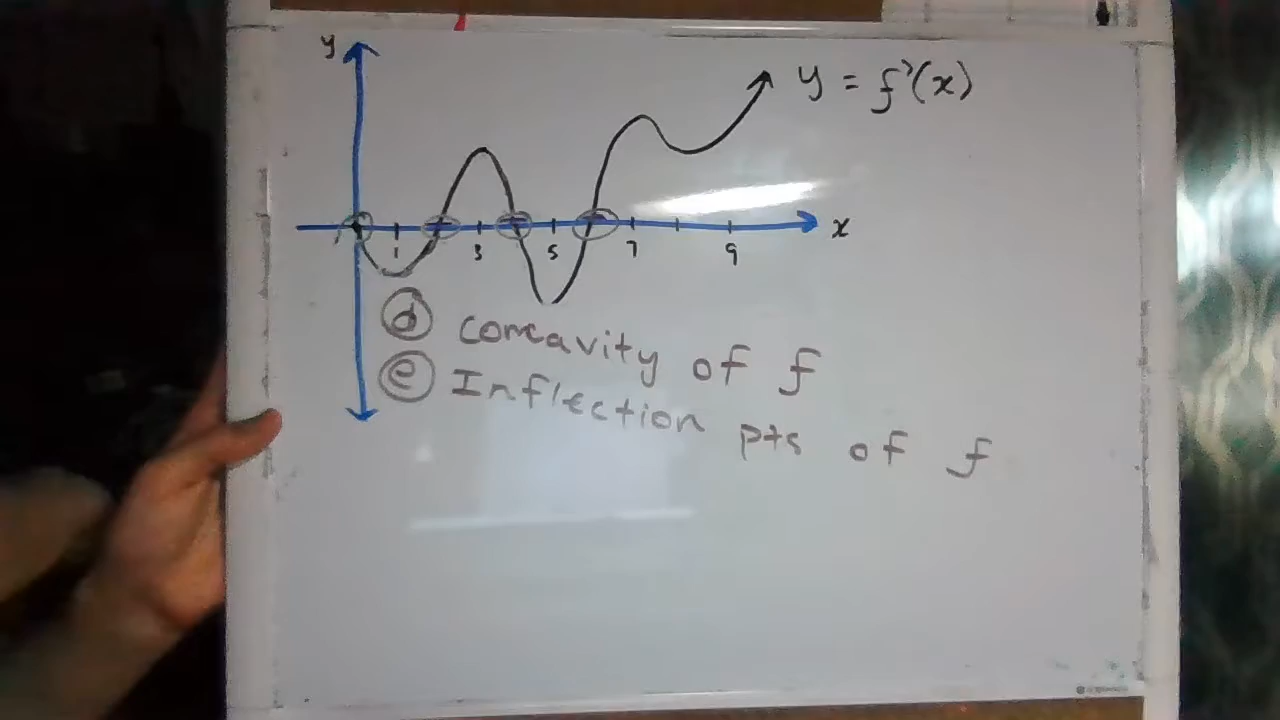 y
y = f'(x)
x
1 3 5 7 9
ⓓ concavity of f
ⓔ Inflection pts of f